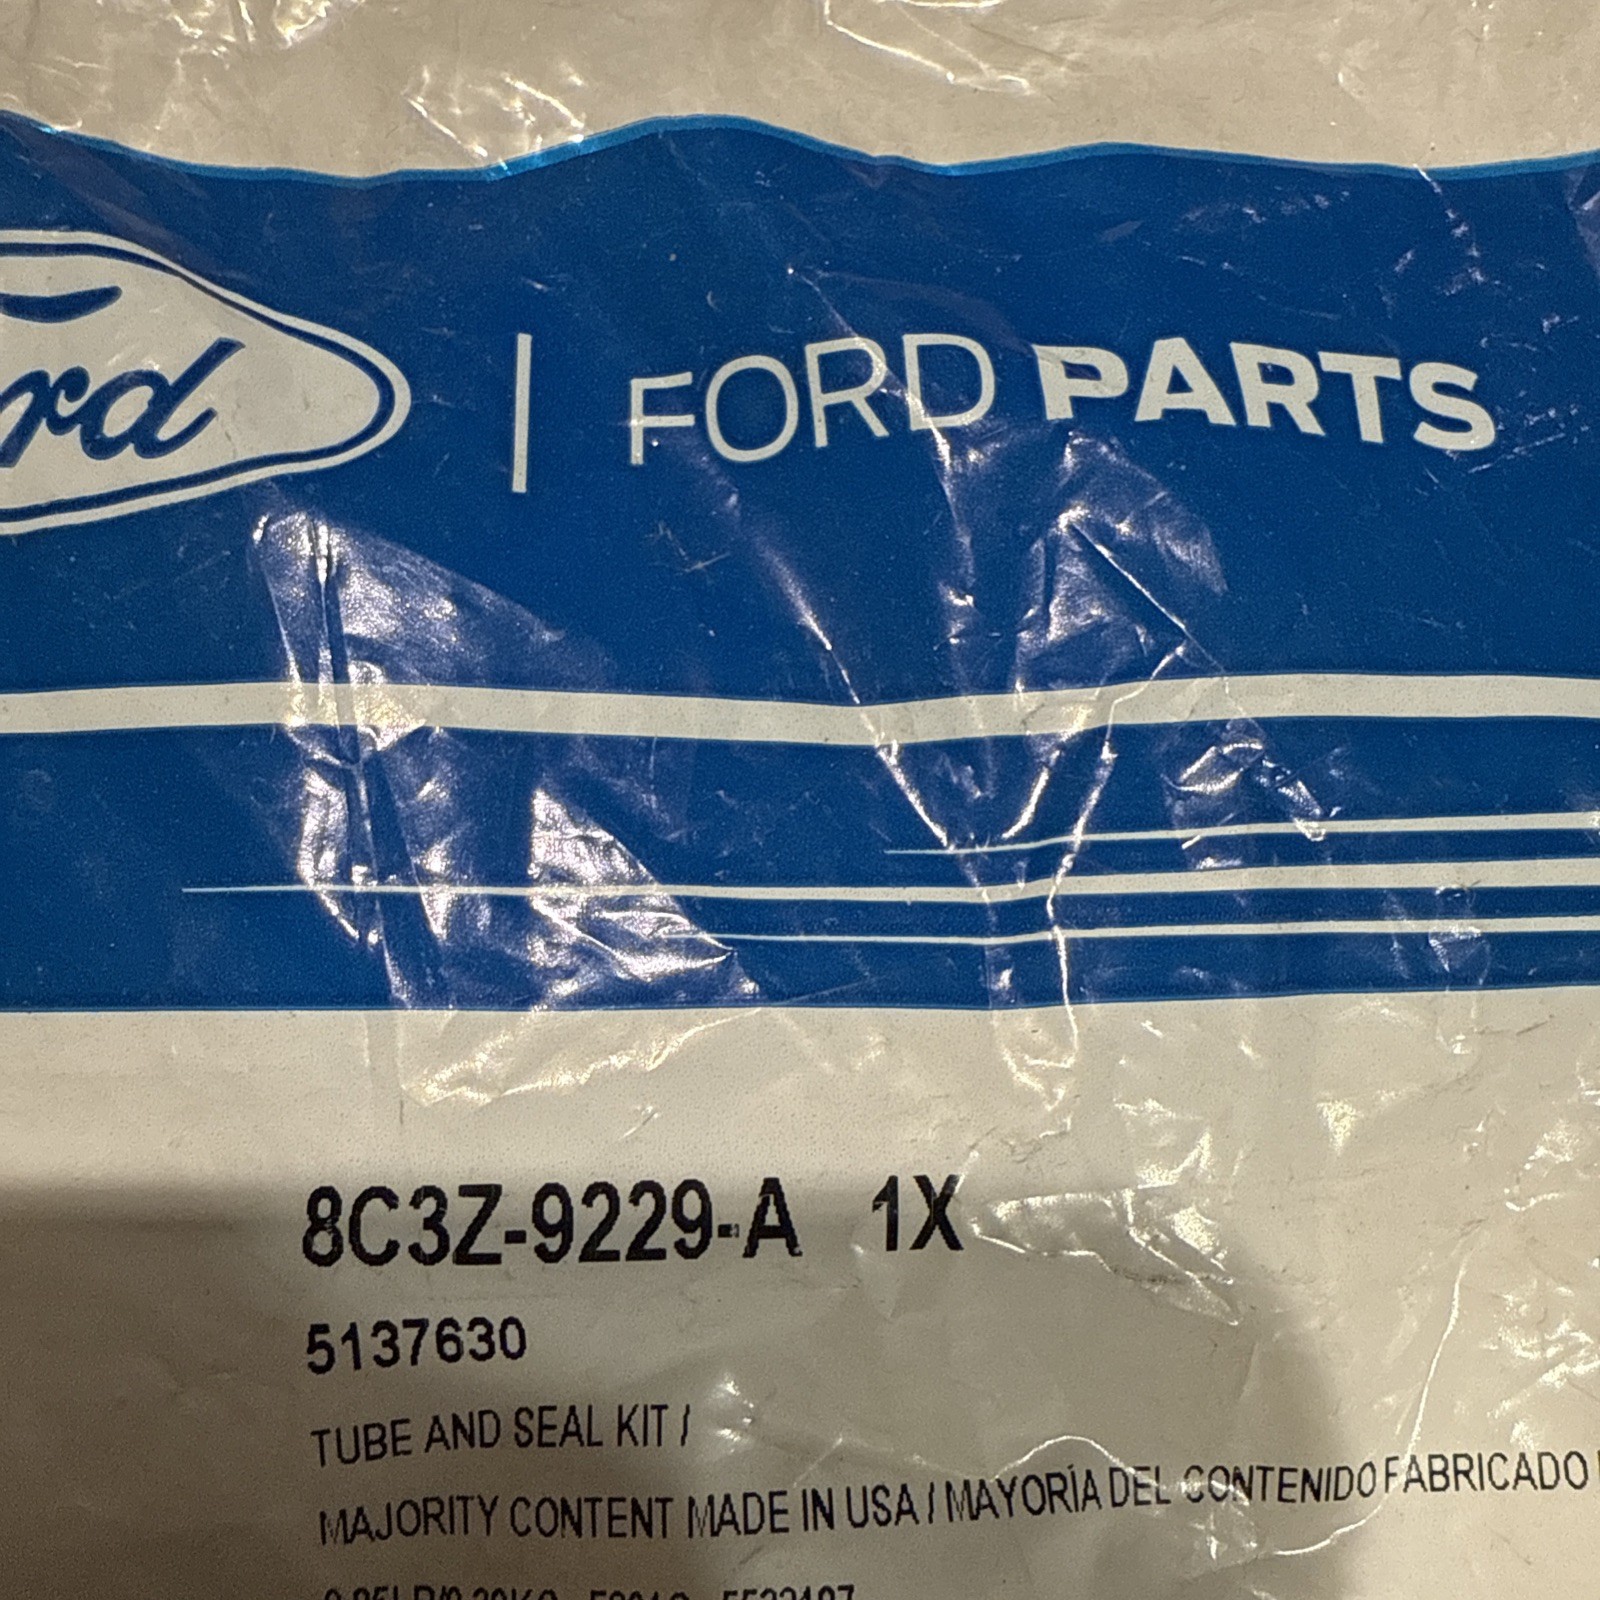 rd | FORD PARTS
8C3Z-9229-A 1X
5137630
TUBE AND SEAL KIT /
MAJORITY CONTENT MADE IN USA / MAYORÍA DEL CONTENIDO FABRICADO